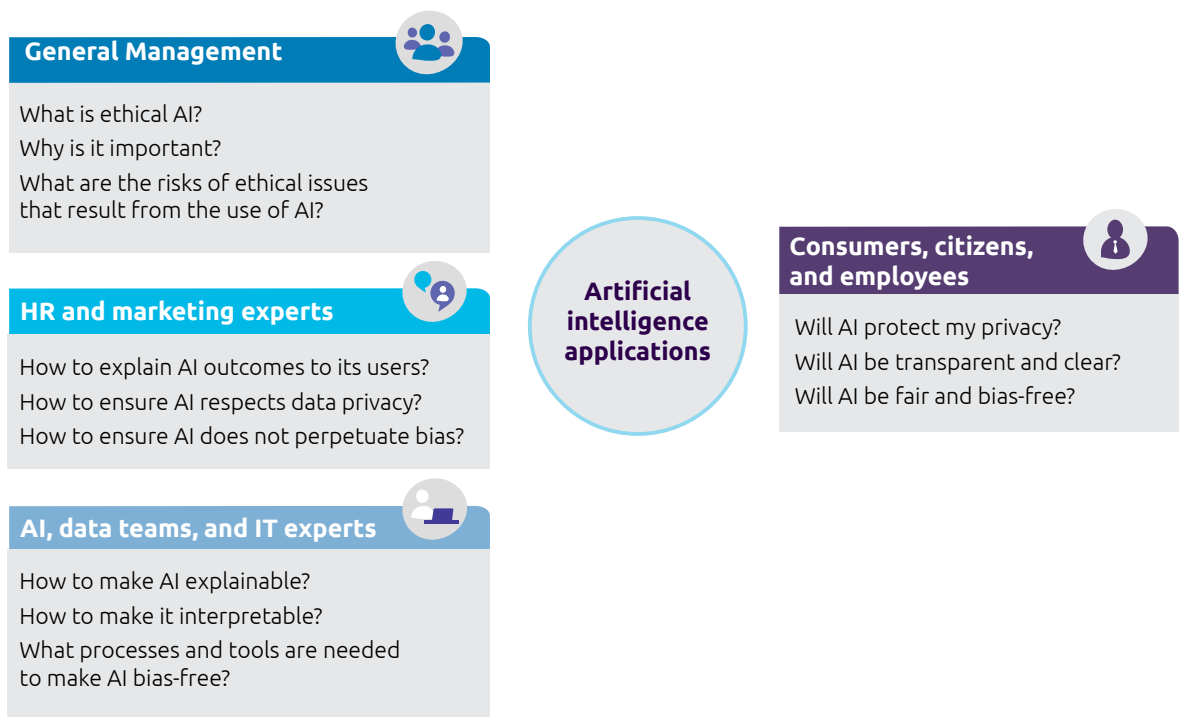 General Management
What is ethical AI?
Why is it important?
What are the risks of ethical issues
that result from the use of AI?
HR and marketing experts
How to explain AI outcomes to its users?
How to ensure AI respects data privacy?
How to ensure AI does not perpetuate bias?
AI, data teams, and IT experts
How to make AI explainable?
How to make it interpretable?
What processes and tools are needed
to make AI bias-free?
Artificial
intelligence
applications
Consumers, citizens,
and employees
Will AI protect my privacy?
Will AI be transparent and clear?
Will AI be fair and bias-free?